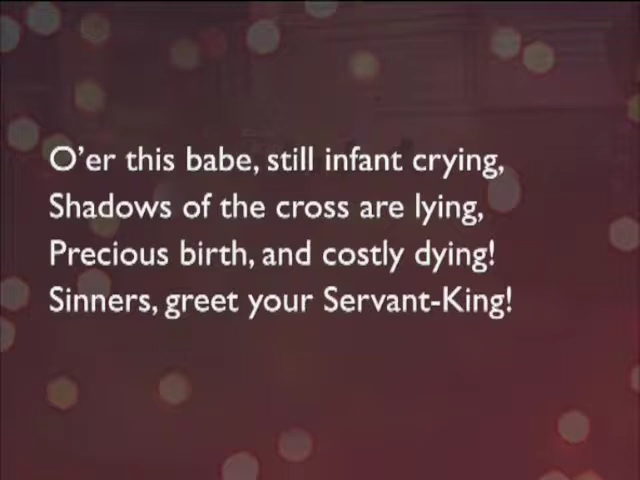 O’er this babe, still infant crying,
Shadows of the cross are lying,
Precious birth, and costly dying!
Sinners, greet your Servant-King!